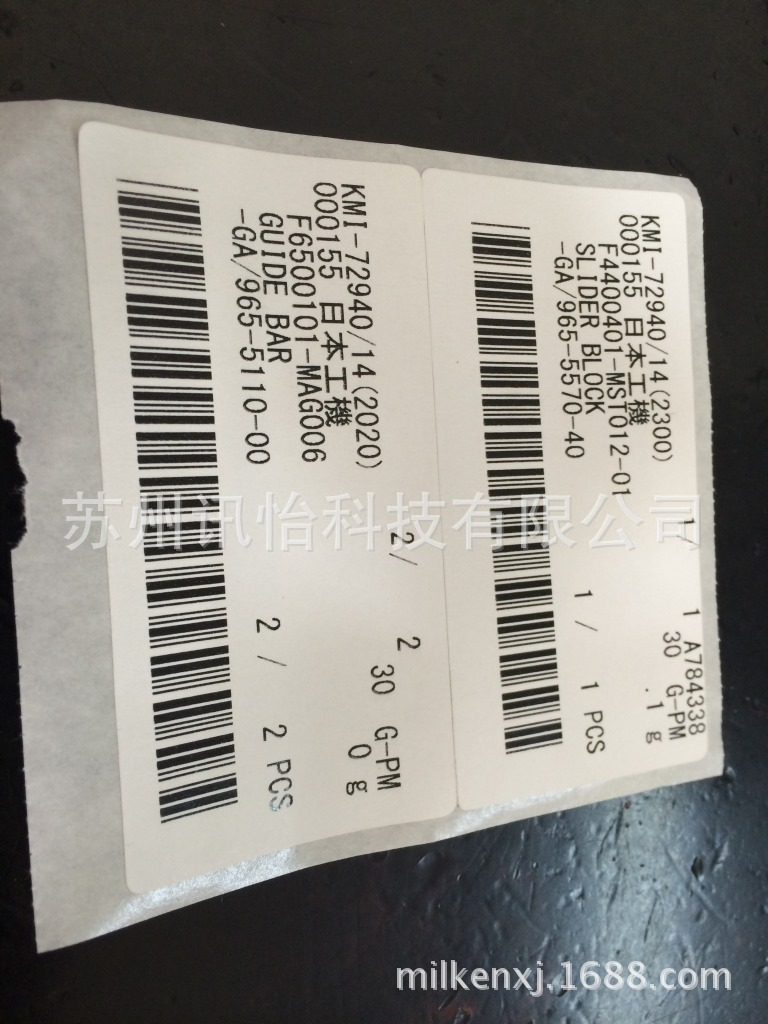 KMI-72940/14(2300) 1/ 1 A784338
000155 日本工機 30 G-PM
F4400401-MST012-01 .1 g
SLIDER BLOCK
-GA/965-5570-40 1 / 1 PCS
KMI-72940/14(2020) 2/ 2
000155 日本工機 30 G-PM
F6500101-MAG006 0 g
GUIDE BAR
-GA/965-5110-00 2 / 2 PCS
苏州讯怡科技有限公司
milkenxj.1688.com